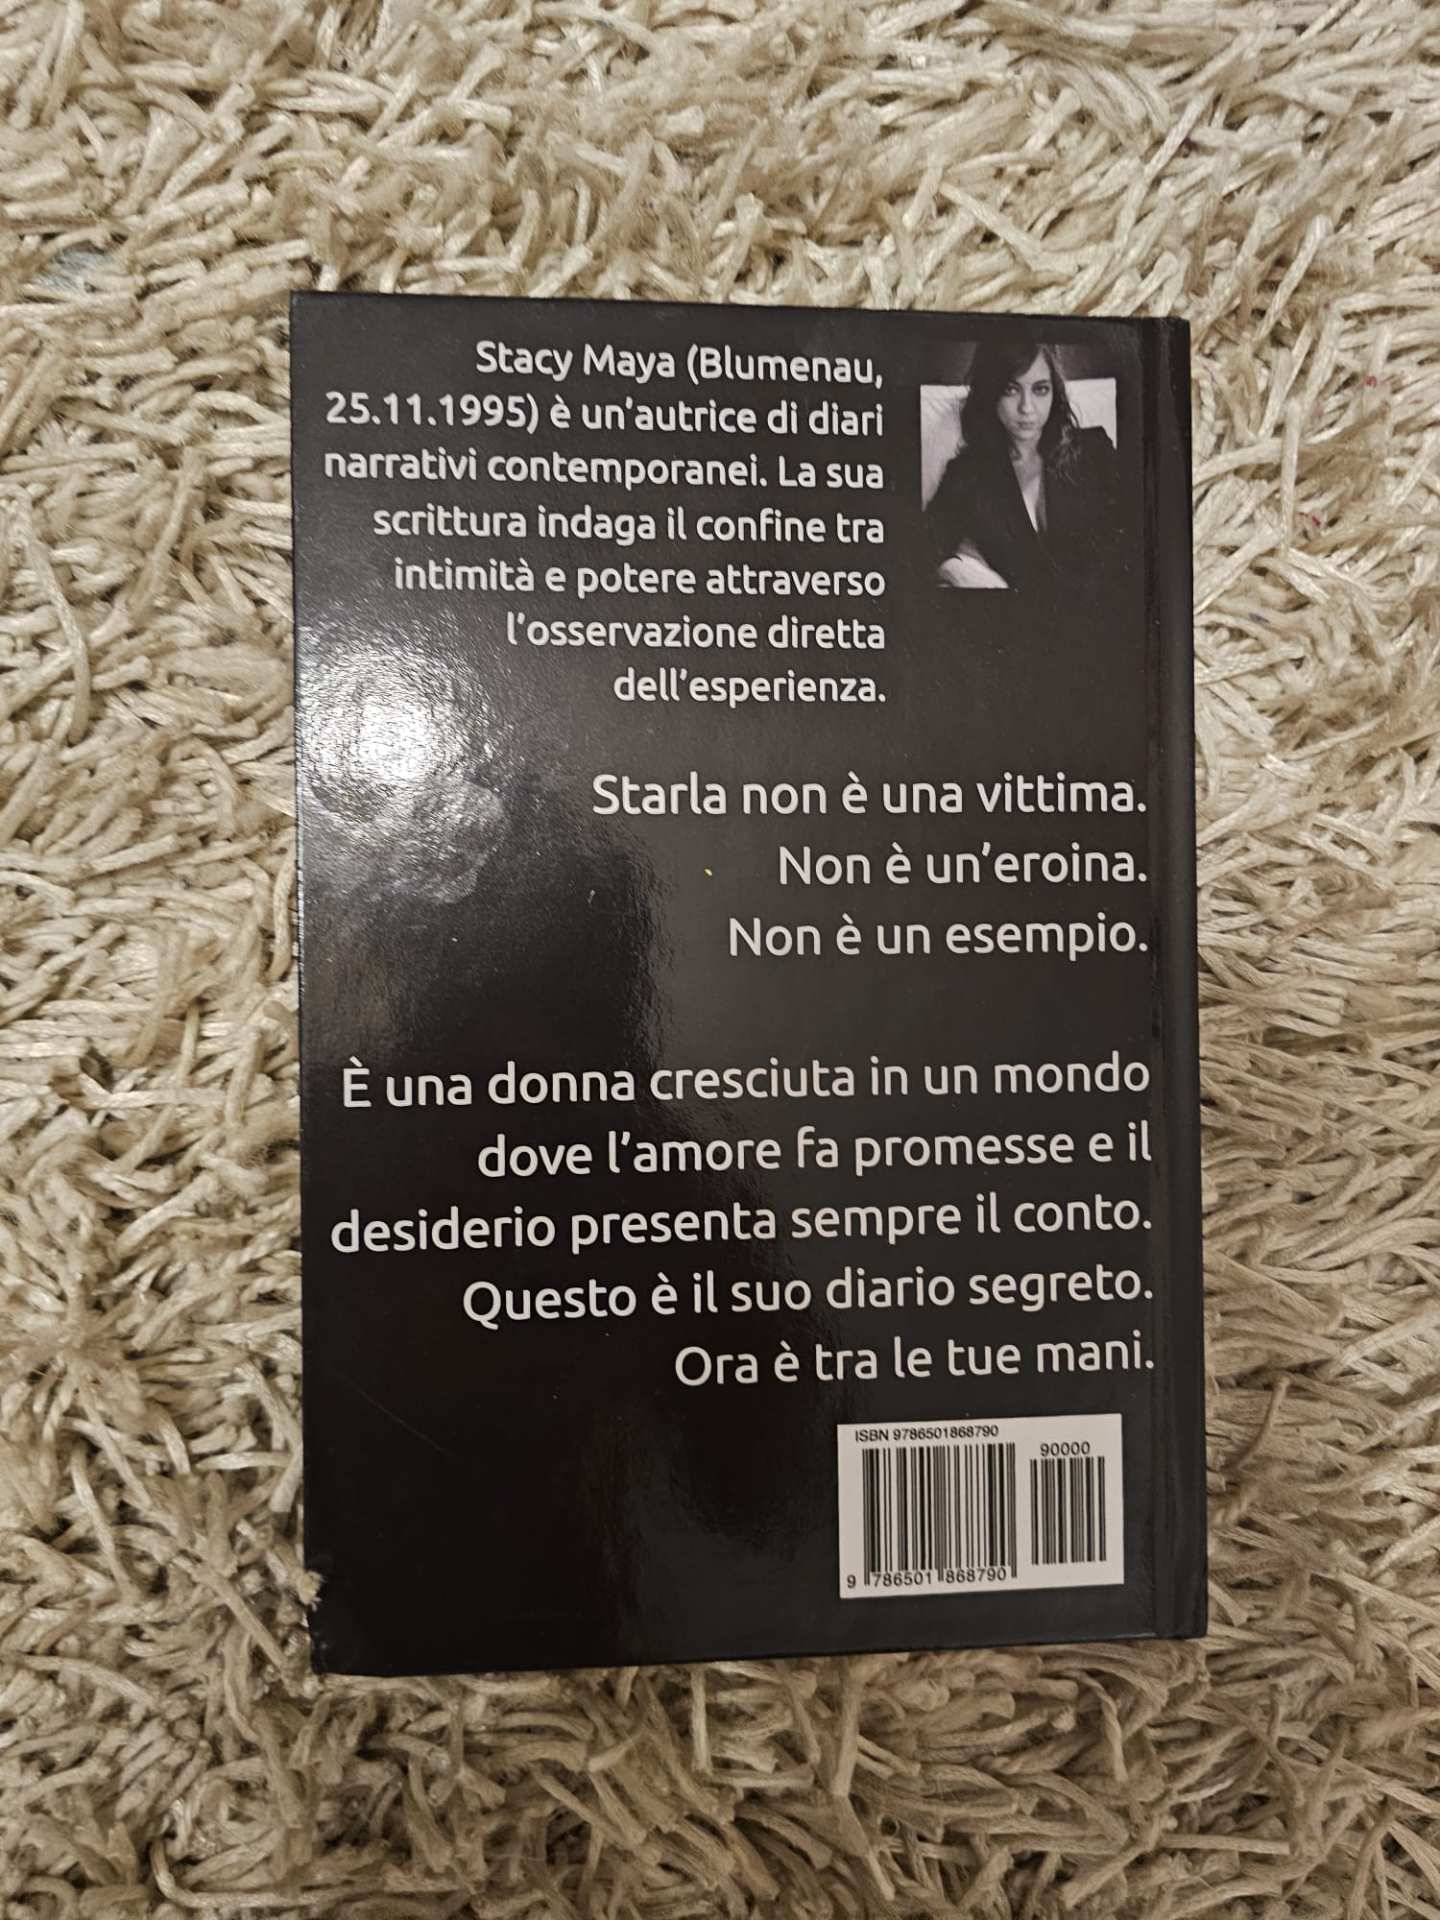 Stacy Maya (Blumenau,
25.11.1995) è un’autrice di diari
narrativi contemporanei. La sua
scrittura indaga il confine tra
intimità e potere attraverso
l’osservazione diretta
dell’esperienza.
Starla non è una vittima.
Non è un’eroina.
Non è un esempio.
È una donna cresciuta in un mondo
dove l’amore fa promesse e il
desiderio presenta sempre il conto.
Questo è il suo diario segreto.
Ora è tra le tue mani.
ISBN 9786501868790
90000
9 786501 868790